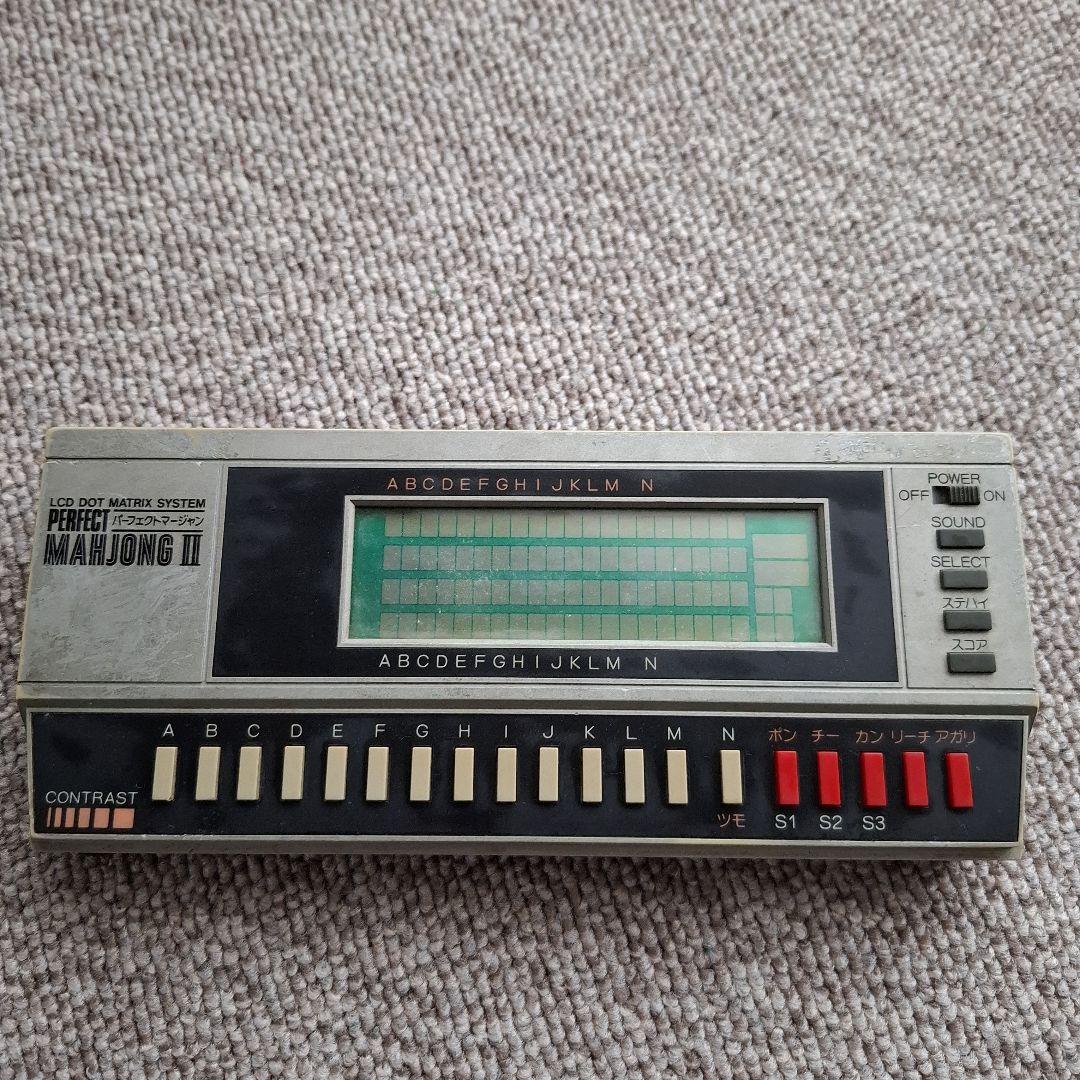 LCD DOT MATRIX SYSTEM
PERFECT パーフェクトマージャン
MAHJONG II
ABCDEFGHIJKLM N
ABCDEFGHIJKLM N
POWER
OFF ON
SOUND
SELECT
ステハイ
スコア
A B C D E F G H I J K L M N ポン チー カン リーチ アガリ
CONTRAST
ツモ S1 S2 S3